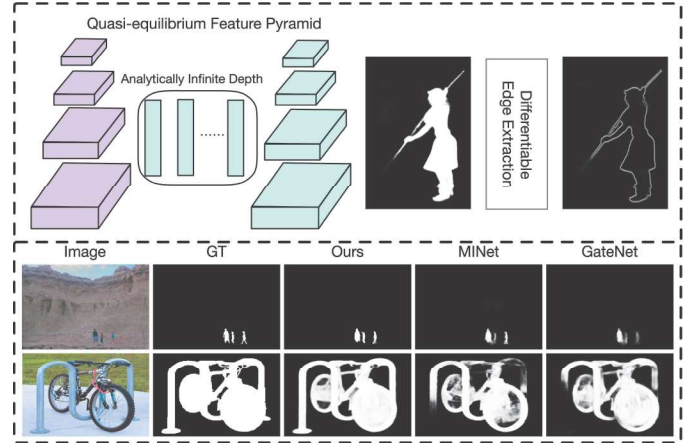 Quasi-equilibrium Feature Pyramid
Analytically Infinite Depth
......
Differentiable
Edge Extraction
Image
GT
Ours
MINet
GateNet